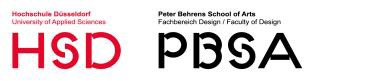 Hochschule Düsseldorf
University of Applied Sciences
HSD
Peter Behrens School of Arts
Fachbereich Design / Faculty of Design
PBSA